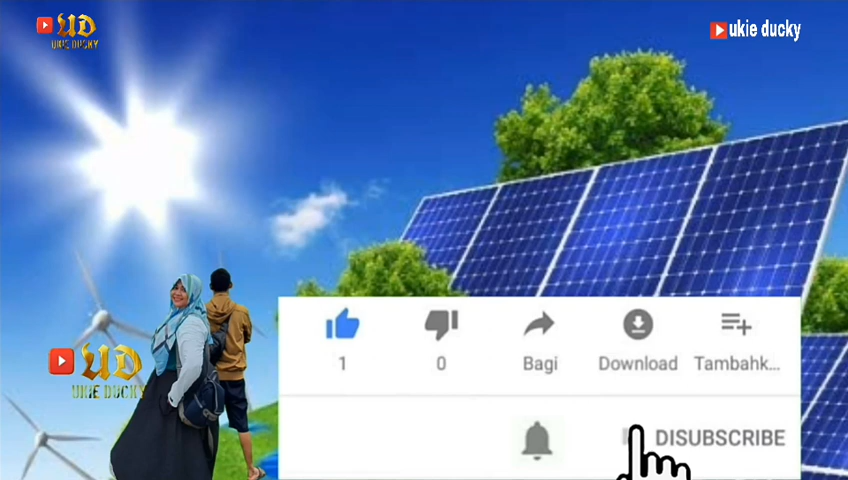 UD
UKIE DUCKY
ukie ducky
1
0
Bagi
Download
Tambahk...
UD
UKIE DUCKY
DISUBSCRIBE